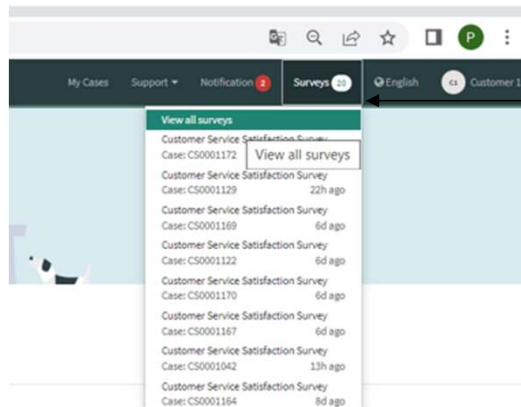 P
My Cases Support Notification 2 Surveys 20 English C1 Customer 1
View all surveys
Customer Service Satisfaction Survey
Case: CS0001172
View all surveys
Customer Service Satisfaction Survey
Case: CS0001129 22h ago
Customer Service Satisfaction Survey
Case: CS0001169 6d ago
Customer Service Satisfaction Survey
Case: CS0001122 6d ago
Customer Service Satisfaction Survey
Case: CS0001170 6d ago
Customer Service Satisfaction Survey
Case: CS0001167 6d ago
Customer Service Satisfaction Survey
Case: CS0001042 13h ago
Customer Service Satisfaction Survey
Case: CS0001164 8d ago